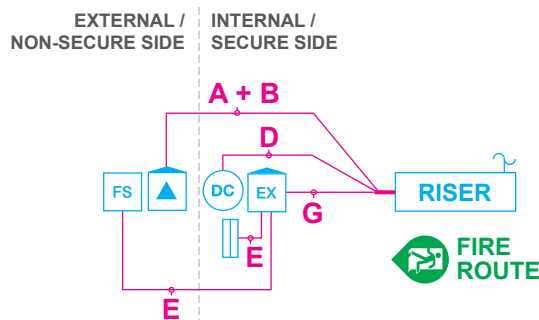 EXTERNAL /
NON-SECURE SIDE
INTERNAL /
SECURE SIDE
A + B
D
FS
DC
EX
G
RISER
E
E
FIRE
ROUTE